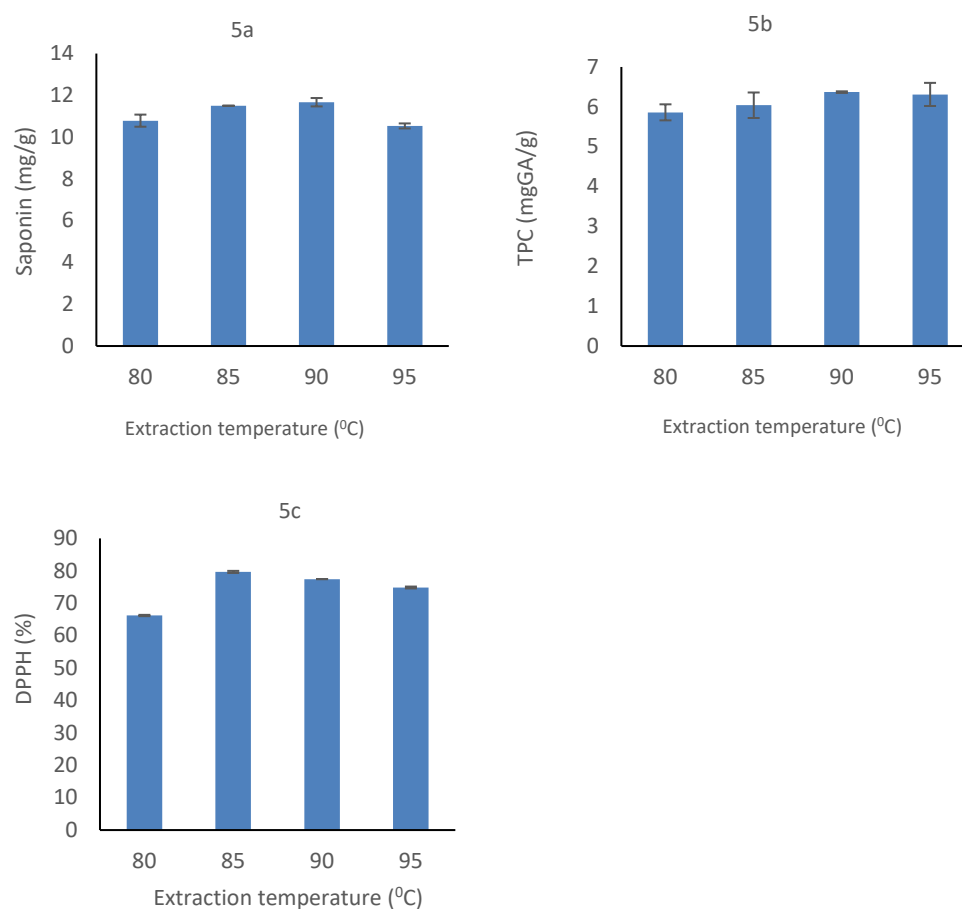 5a
14
12
10
8
6
4
2
0
Saponin (mg/g)
80 85 90 95
Extraction temperature (⁰C)
5b
7
6
5
4
3
2
1
0
TPC (mgGA/g)
80 85 90 95
Extraction temperature (⁰C)
5c
90
80
70
60
50
40
30
20
10
0
DPPH (%)
80 85 90 95
Extraction temperature (⁰C)